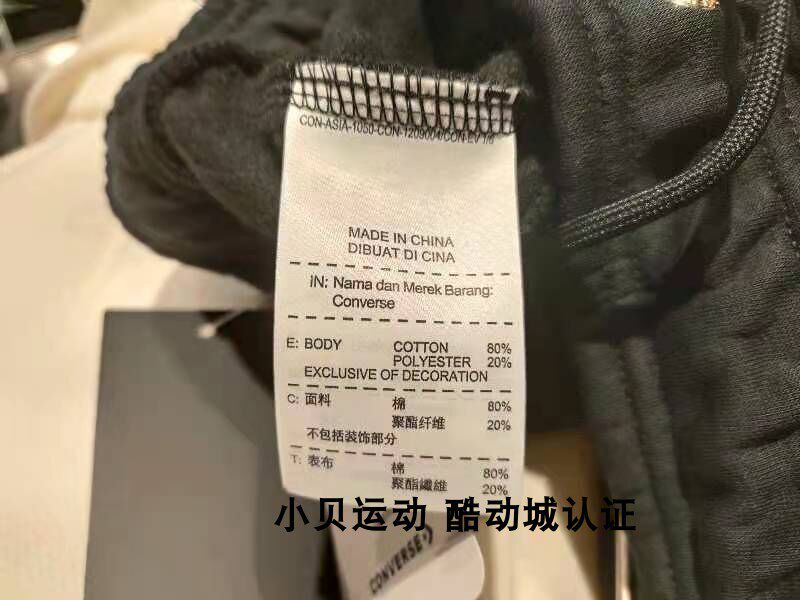 CON-ASIA-1050-CON-1209004/CON-EV 1/8
MADE IN CHINA
DIBUAT DI CINA
IN: Nama dan Merek Barang:
Converse
E: BODY COTTON 80%
POLYESTER 20%
EXCLUSIVE OF DECORATION
C: 面料 棉 80%
聚酯纤维 20%
不包括装饰部分
T: 表布 棉 80%
聚酯纖維 20%
小贝运动 酷动城认证
CONVERSE